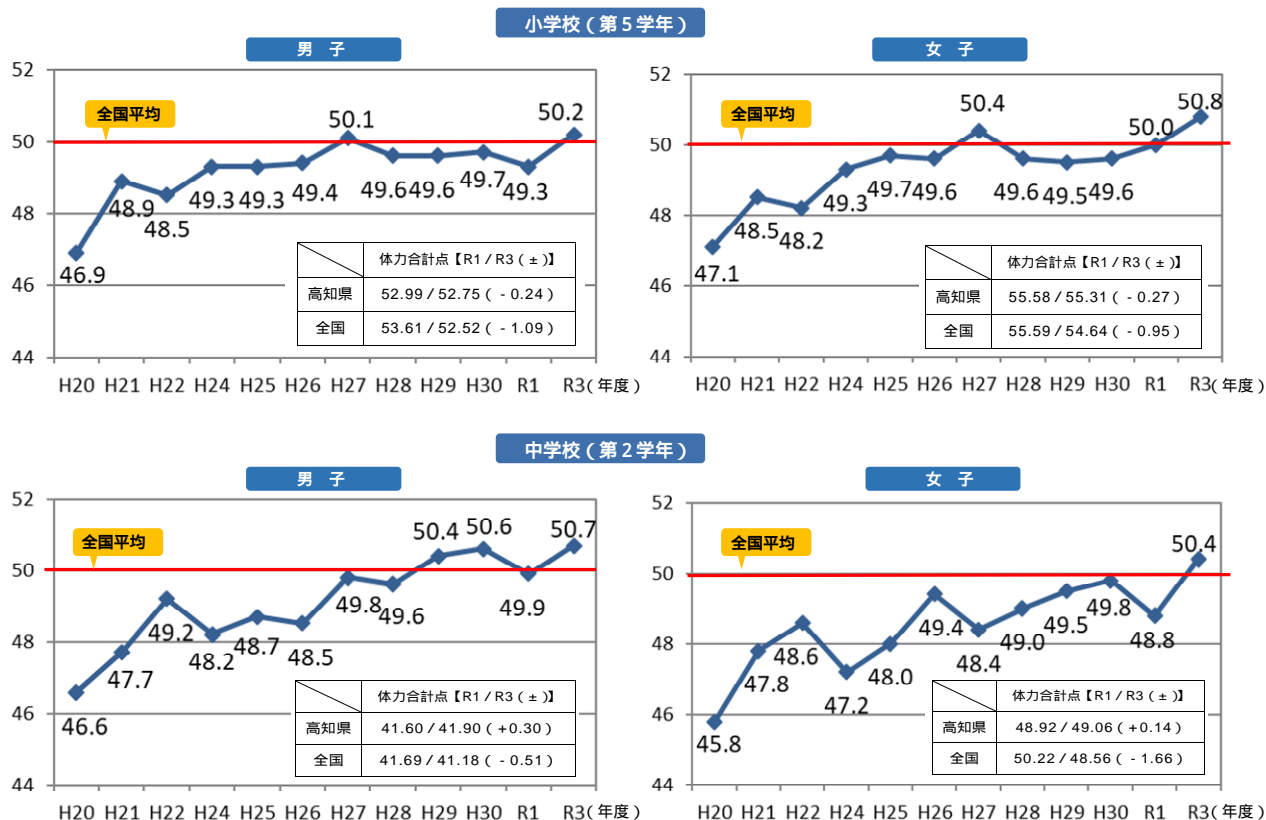 小学校(第5学年)
男 子
52
50
48
46
44
全国平均
46.9
48.9
48.5
49.3
49.3
49.4
50.1
49.6
49.6
49.7
49.3
50.2
体力合計点【R1/R3(±)】
高知県 52.99/52.75(-0.24)
全国 53.61/52.52(-1.09)
H20 H21 H22 H24 H25 H26 H27 H28 H29 H30 R1 R3(年度)
女 子
52
50
48
46
44
全国平均
47.1
48.5
48.2
49.3
49.7
49.6
50.4
49.6
49.5
49.6
50.0
50.8
体力合計点【R1/R3(±)】
高知県 55.58/55.31(-0.27)
全国 55.59/54.64(-0.95)
H20 H21 H22 H24 H25 H26 H27 H28 H29 H30 R1 R3(年度)
中学校(第2学年)
男 子
52
50
48
46
44
全国平均
46.6
47.7
49.2
48.2
48.7
48.5
49.8
49.6
50.4
50.6
49.9
50.7
体力合計点【R1/R3(±)】
高知県 41.60/41.90(+0.30)
全国 41.69/41.18(-0.51)
H20 H21 H22 H24 H25 H26 H27 H28 H29 H30 R1 R3(年度)
女 子
52
50
48
46
44
全国平均
45.8
47.8
48.6
47.2
48.0
49.4
48.4
49.0
49.5
49.8
48.8
50.4
体力合計点【R1/R3(±)】
高知県 48.92/49.06(+0.14)
全国 50.22/48.56(-1.66)
H20 H21 H22 H24 H25 H26 H27 H28 H29 H30 R1 R3(年度)